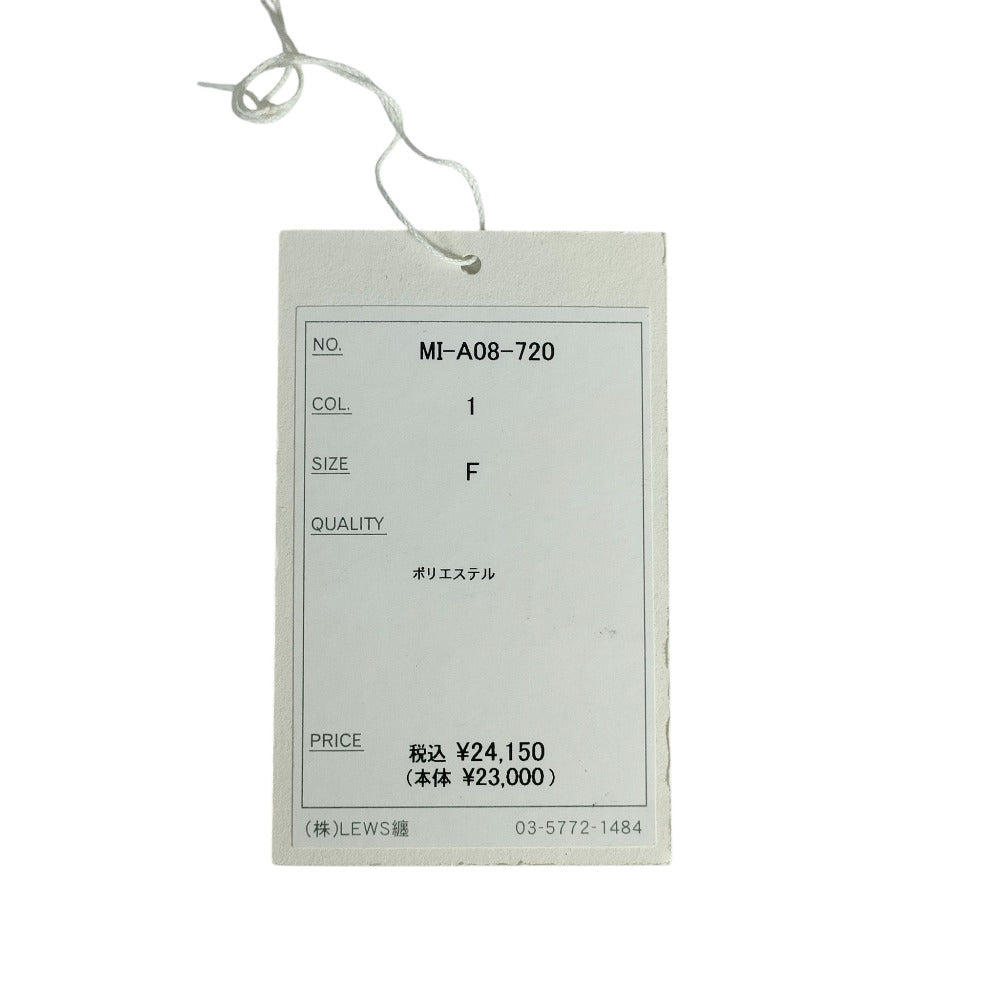 NO. MI-A08-720
COL. 1
SIZE F
QUALITY
ポリエステル
PRICE 税込 ¥24,150
(本体 ¥23,000)
(株)LEWS纏 03-5772-1484